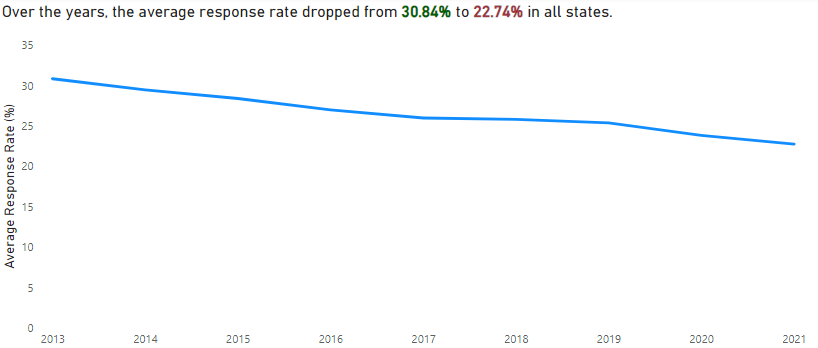 Over the years, the average response rate dropped from 30.84% to 22.74% in all states.
Average Response Rate (%)
35
30
25
20
15
10
5
0
2013 2014 2015 2016 2017 2018 2019 2020 2021